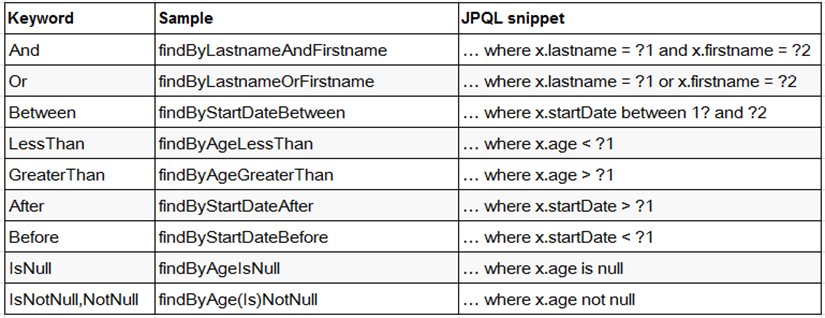 Keyword Sample JPQL snippet
And findByLastnameAndFirstname … where x.lastname = ?1 and x.firstname = ?2
Or findByLastnameOrFirstname … where x.lastname = ?1 or x.firstname = ?2
Between findByStartDateBetween … where x.startDate between 1? and ?2
LessThan findByAgeLessThan … where x.age < ?1
GreaterThan findByAgeGreaterThan … where x.age > ?1
After findByStartDateAfter … where x.startDate > ?1
Before findByStartDateBefore … where x.startDate < ?1
IsNull findByAgeIsNull … where x.age is null
IsNotNull,NotNull findByAge(Is)NotNull … where x.age not null